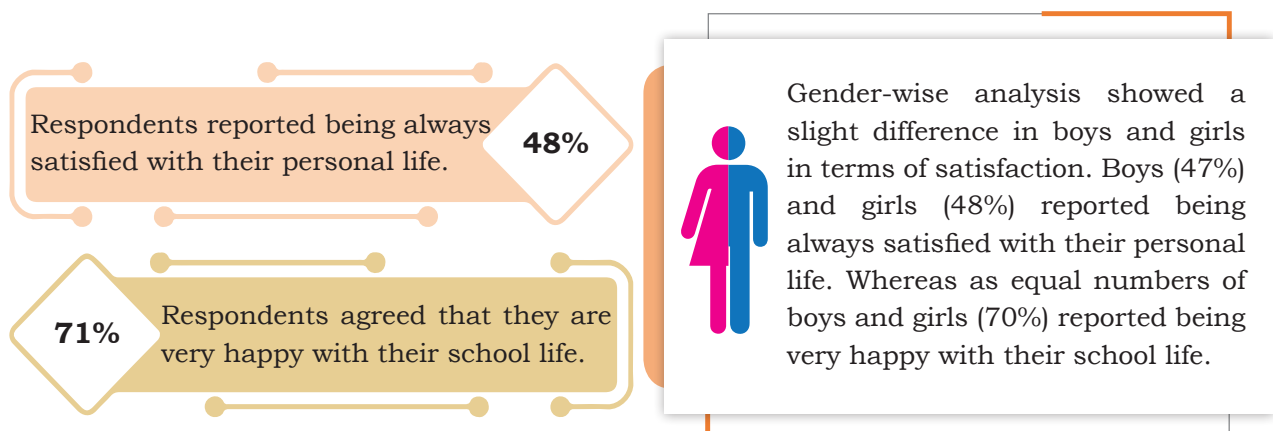 Respondents reported being always
satisfied with their personal life.
48%
71%
Respondents agreed that they are
very happy with their school life.
Gender-wise analysis showed a
slight difference in boys and girls
in terms of satisfaction. Boys (47%)
and girls (48%) reported being
always satisfied with their personal
life. Whereas as equal numbers of
boys and girls (70%) reported being
very happy with their school life.